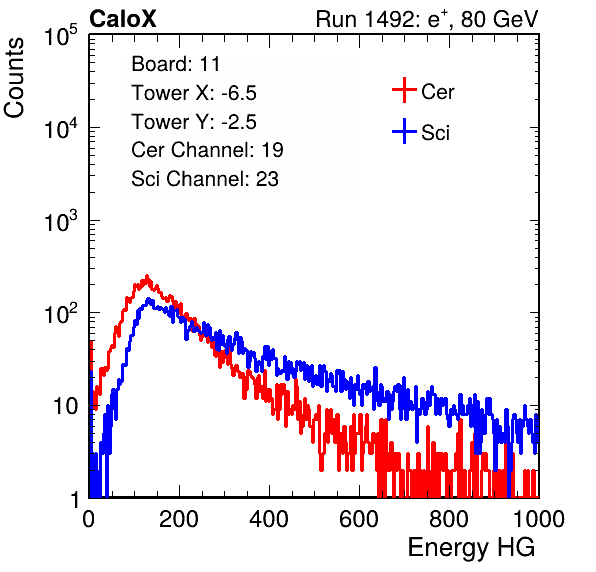 CaloX Run 1492: e⁺, 80 GeV
Counts
Board: 11
Tower X: -6.5
Tower Y: -2.5
Cer Channel: 19
Sci Channel: 23
Cer
Sci
10⁵
10⁴
10³
10²
10
1
0 200 400 600 800 1000
Energy HG